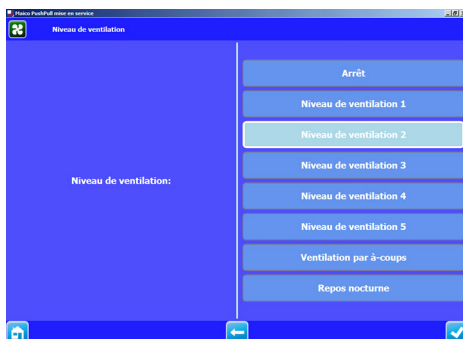 Maico PushPull mise en service
Niveau de ventilation
Arrêt
Niveau de ventilation 1
Niveau de ventilation 2
Niveau de ventilation 3
Niveau de ventilation:
Niveau de ventilation 4
Niveau de ventilation 5
Ventilation par à-coups
Repos nocturne